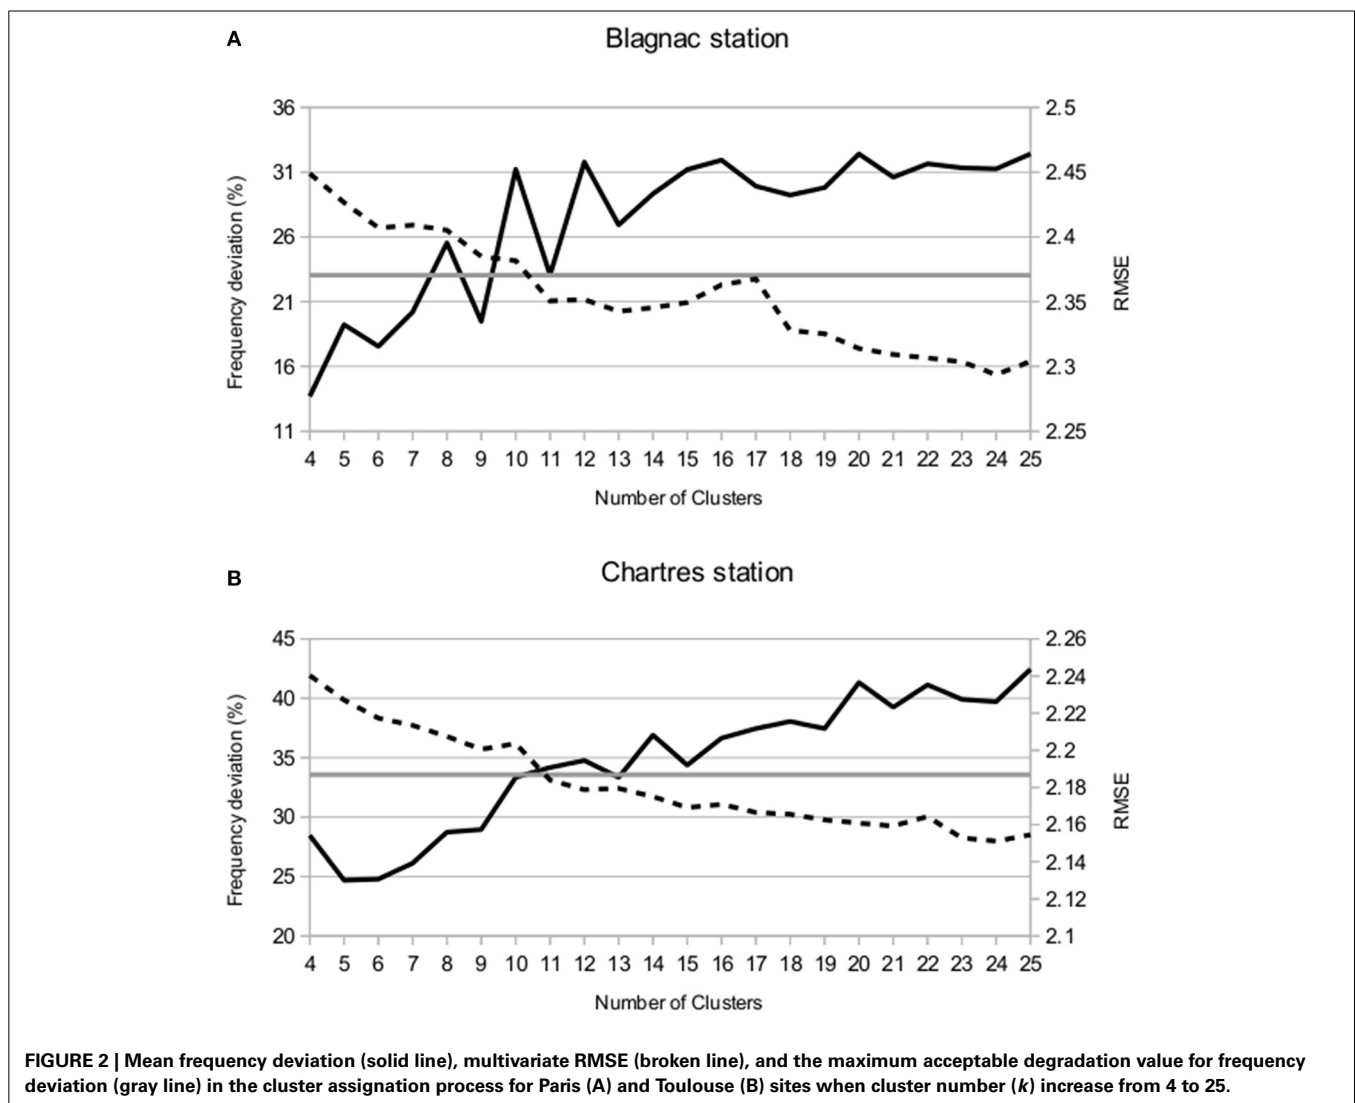 A
Blagnac station
36
31
26
21
16
11
Frequency deviation (%)
2.5
2.45
2.4
2.35
2.3
2.25
RMSE
4 5 6 7 8 9 10 11 12 13 14 15 16 17 18 19 20 21 22 23 24 25
Number of Clusters
B
Chartres station
45
40
35
30
25
20
Frequency deviation (%)
2.26
2.24
2.22
2.2
2.18
2.16
2.14
2.12
2.1
RMSE
4 5 6 7 8 9 10 11 12 13 14 15 16 17 18 19 20 21 22 23 24 25
Number of Clusters
FIGURE 2 | Mean frequency deviation (solid line), multivariate RMSE (broken line), and the maximum acceptable degradation value for frequency
deviation (gray line) in the cluster assignation process for Paris (A) and Toulouse (B) sites when cluster number (k) increase from 4 to 25.